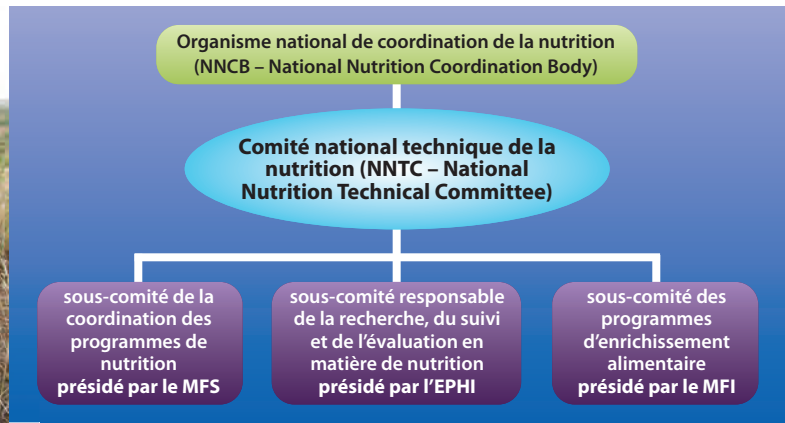 Organisme national de coordination de la nutrition
(NNCB – National Nutrition Coordination Body)
Comité national technique de la
nutrition (NNTC – National
Nutrition Technical Committee)
sous-comité de la
coordination des
programmes de
nutrition
présidé par le MFS
sous-comité responsable
de la recherche, du suivi
et de l'évaluation en
matière de nutrition
présidé par l'EPHI
sous-comité des
programmes
d'enrichissement
alimentaire
présidé par le MFI